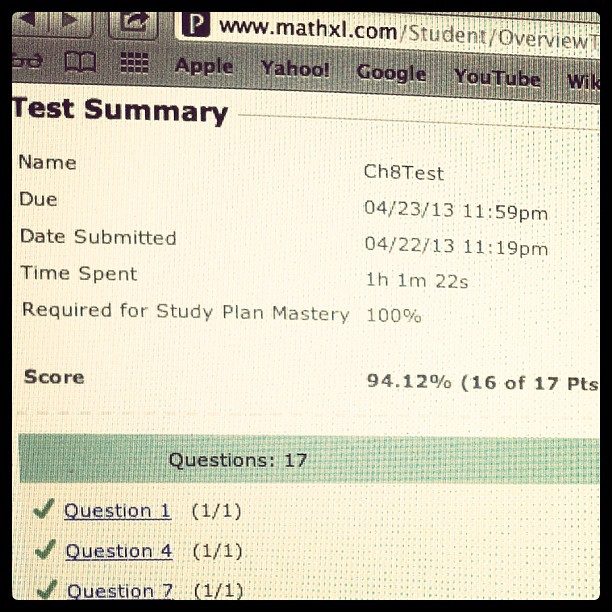 P www.mathxl.com/Student/Overview
Apple Yahoo! Google YouTube Wik
Test Summary
Name Ch8Test
Due 04/23/13 11:59pm
Date Submitted 04/22/13 11:19pm
Time Spent 1h 1m 22s
Required for Study Plan Mastery 100%
Score 94.12% (16 of 17 Pts
Questions: 17
Question 1 (1/1)
Question 4 (1/1)
Question 7 (1/1)